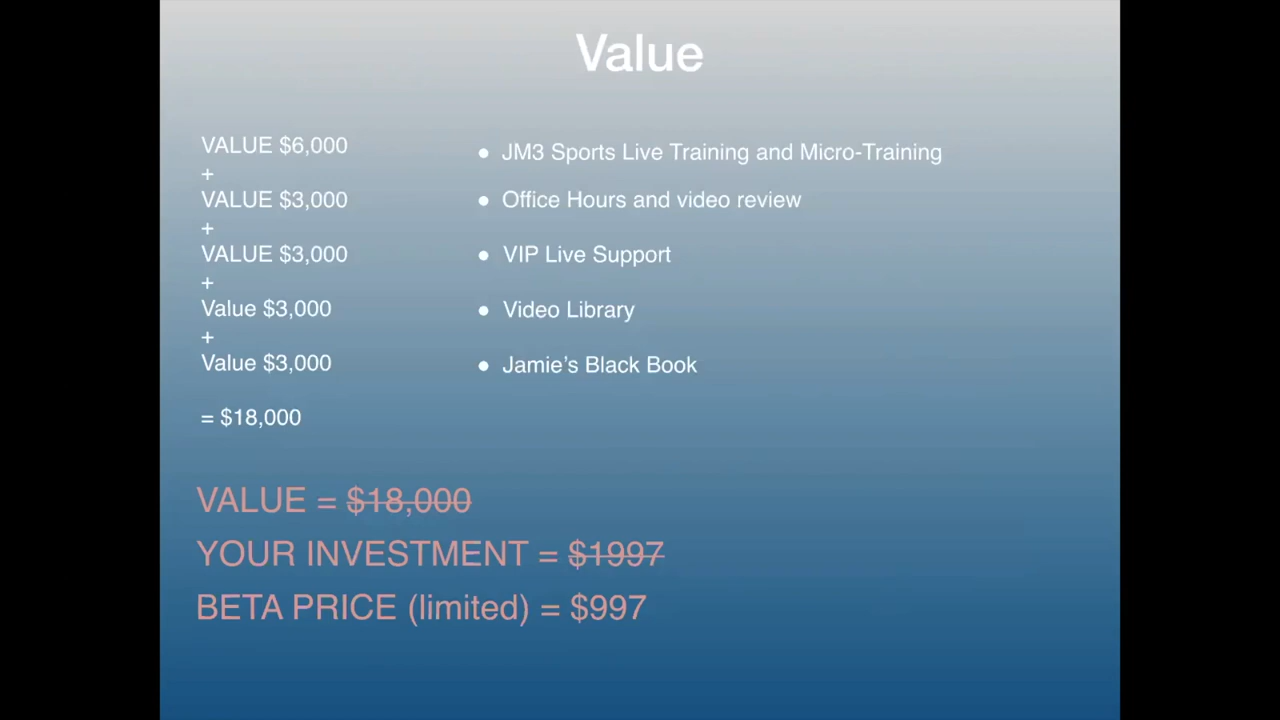 Value
VALUE $6,000
+
VALUE $3,000
+
VALUE $3,000
+
Value $3,000
+
Value $3,000
= $18,000
● JM3 Sports Live Training and Micro-Training
● Office Hours and video review
● VIP Live Support
● Video Library
● Jamie’s Black Book
VALUE = $18,000
YOUR INVESTMENT = $1997
BETA PRICE (limited) = $997